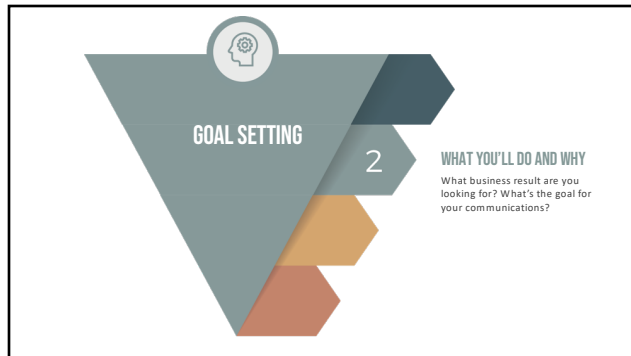 GOAL SETTING
2
WHAT YOU'LL DO AND WHY
What business result are you
looking for? What's the goal for
your communications?